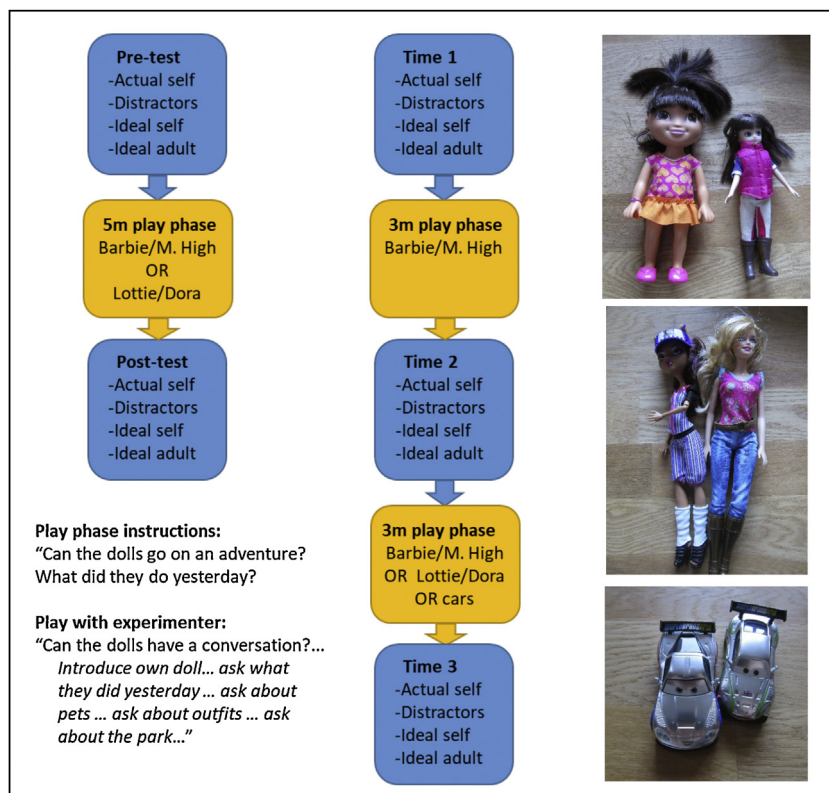 Pre-test
-Actual self
-Distractors
-Ideal self
-Ideal adult
5m play phase
Barbie/M. High
OR
Lottie/Dora
Post-test
-Actual self
-Distractors
-Ideal self
-Ideal adult
Play phase instructions:
“Can the dolls go on an adventure?
What did they do yesterday?
Play with experimenter:
“Can the dolls have a conversation?...
Introduce own doll... ask what
they did yesterday ... ask about
pets ... ask about outfits ... ask
about the park...”
Time 1
-Actual self
-Distractors
-Ideal self
-Ideal adult
3m play phase
Barbie/M. High
Time 2
-Actual self
-Distractors
-Ideal self
-Ideal adult
3m play phase
Barbie/M. High
OR Lottie/Dora
OR cars
Time 3
-Actual self
-Distractors
-Ideal self
-Ideal adult